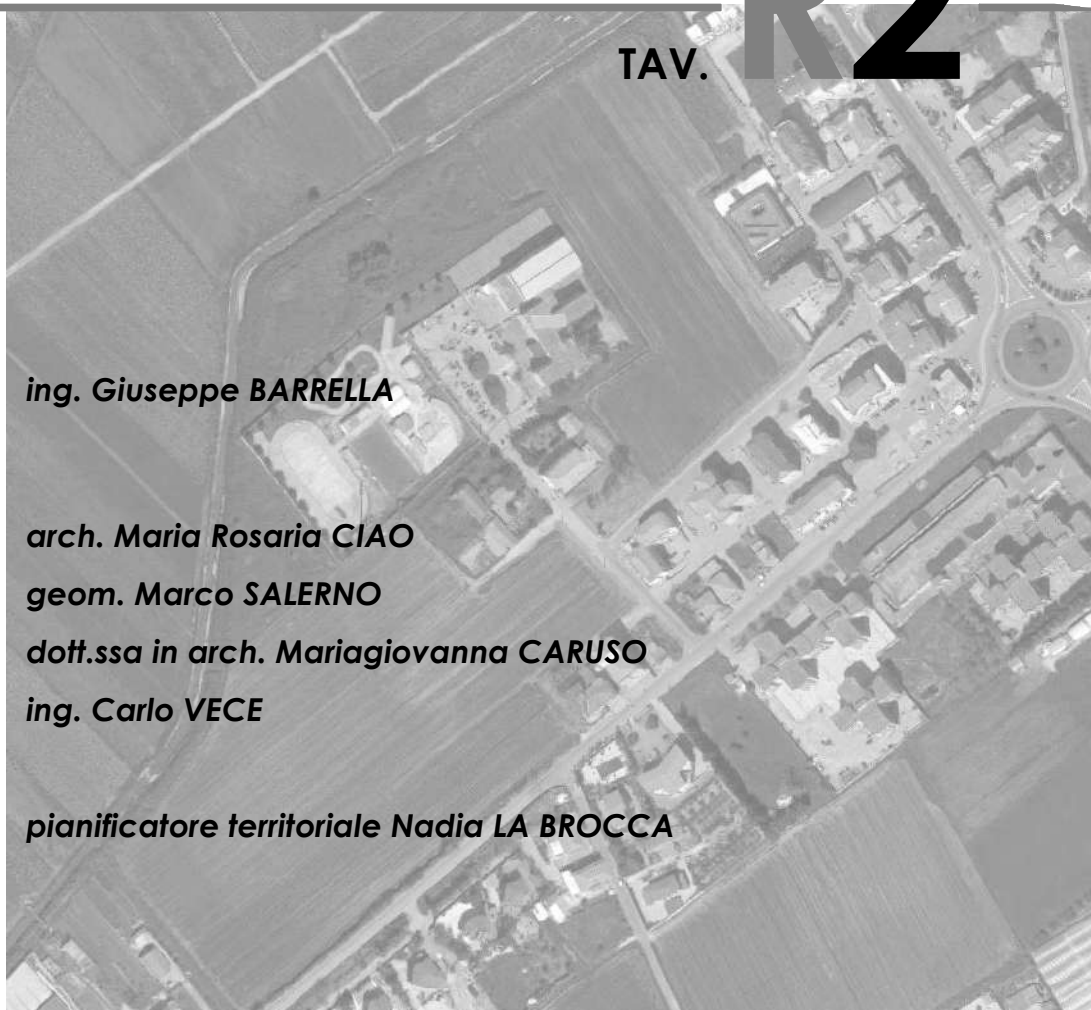 TAV. R2
ing. Giuseppe BARRELLA
arch. Maria Rosaria CIAO
geom. Marco SALERNO
dott.ssa in arch. Mariagiovanna CARUSO
ing. Carlo VECE
pianificatore territoriale Nadia LA BROCCA